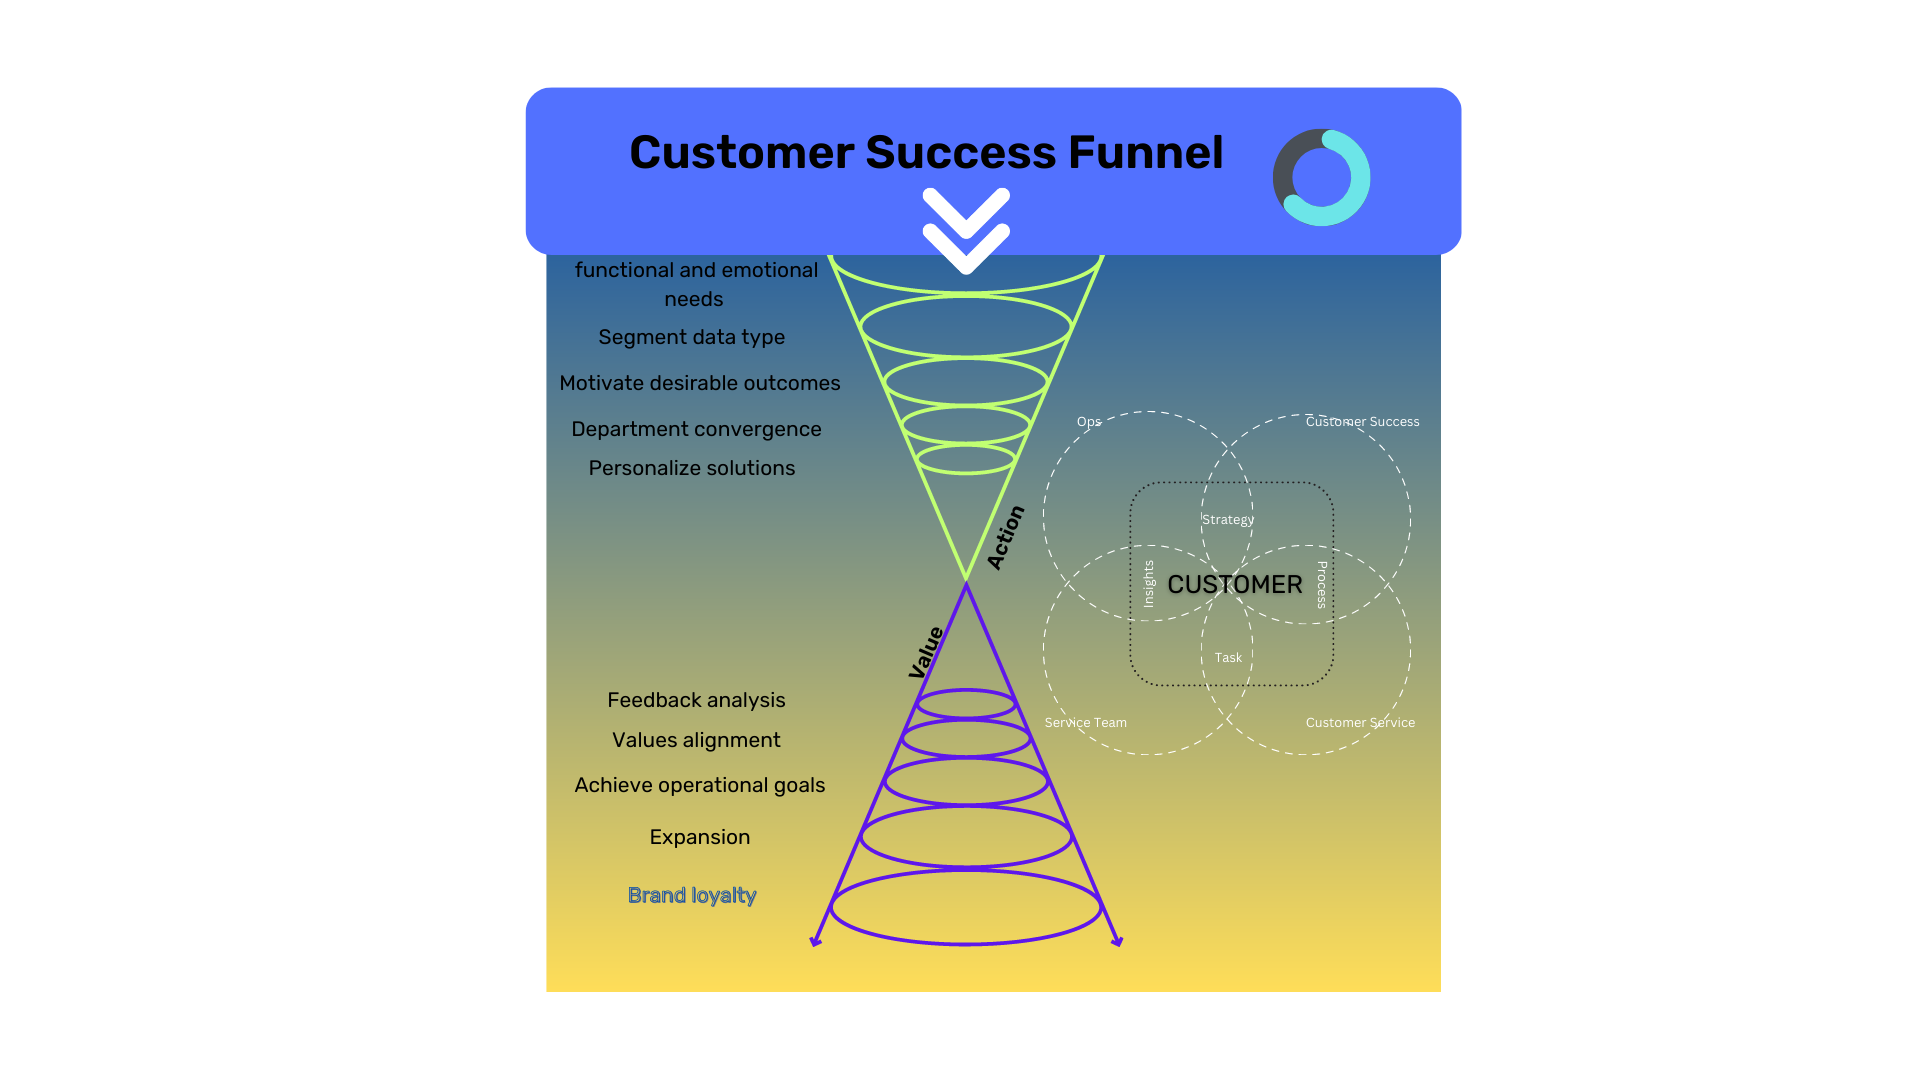 Customer Success Funnel
functional and emotional
needs
Segment data type
Motivate desirable outcomes
Department convergence
Personalize solutions
Action
Value
Feedback analysis
Values alignment
Achieve operational goals
Expansion
Brand loyalty
Ops
Customer Success
Strategy
Insights
CUSTOMER
Process
Task
Service Team
Customer Service